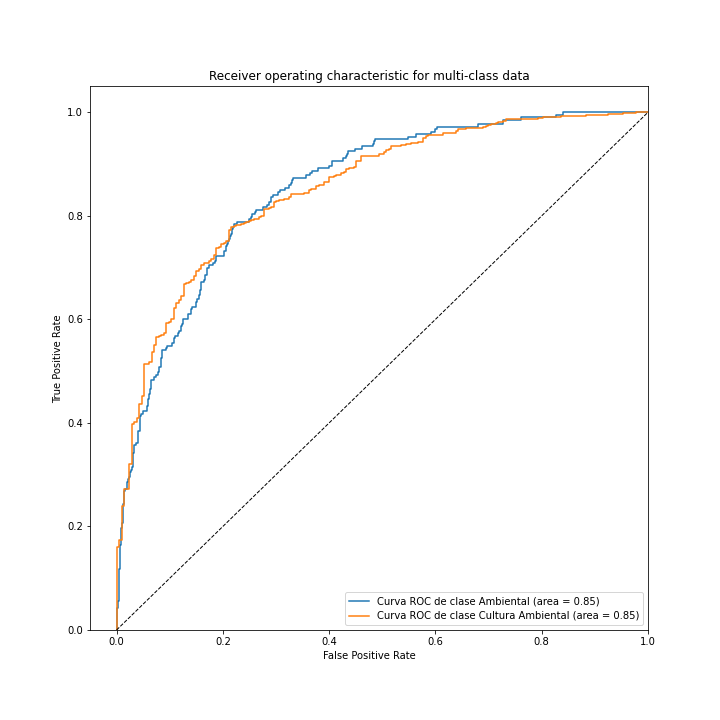 Receiver operating characteristic for multi-class data
True Positive Rate
1.0
0.8
0.6
0.4
0.2
0.0
0.0 0.2 0.4 0.6 0.8 1.0
False Positive Rate
Curva ROC de clase Ambiental (area = 0.85)
Curva ROC de clase Cultura Ambiental (area = 0.85)